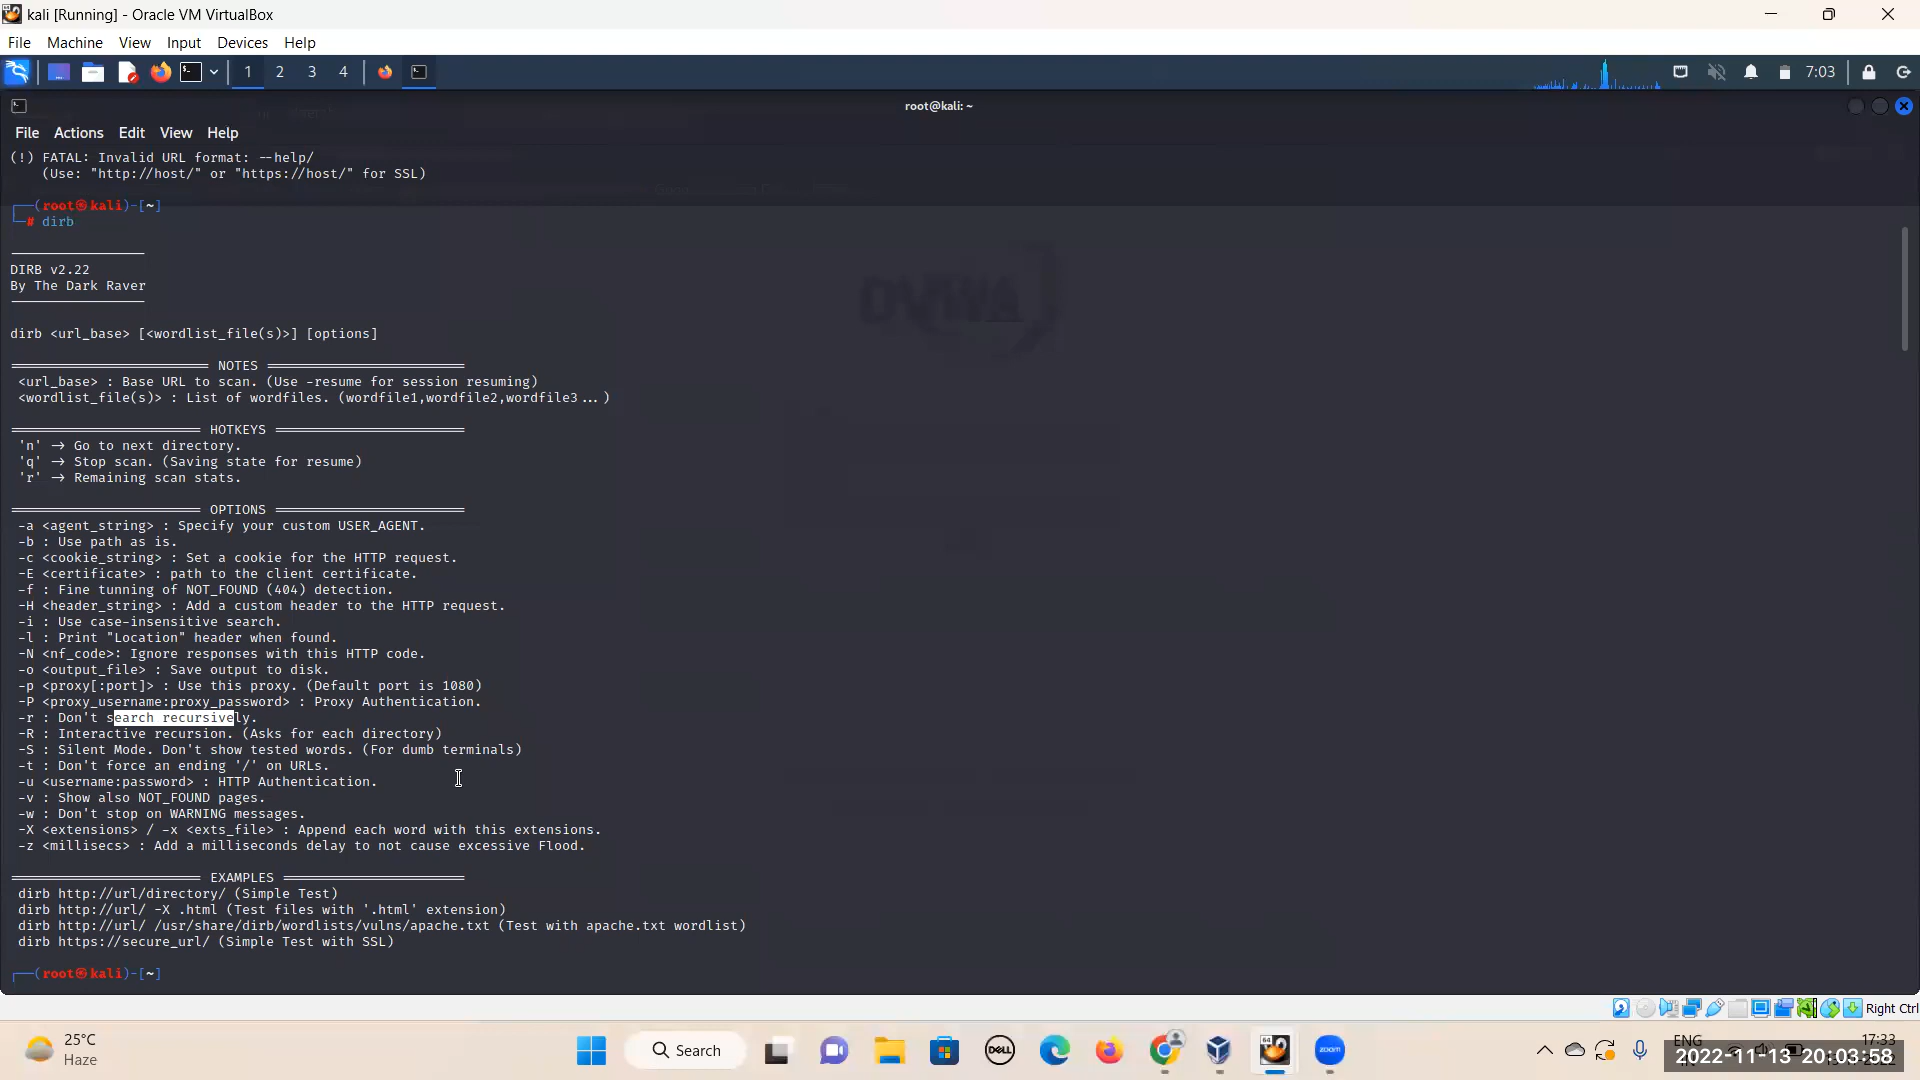 kali [Running] - Oracle VM VirtualBox
File Machine View Input Devices Help
1 2 3 4 7:03
root@kali: ~
File Actions Edit View Help
(!) FATAL: Invalid URL format: --help/
(Use: "http://host/" or "https://host/" for SSL)
┌──(root㉿kali)-[~]
└─# dirb
DIRB v2.22
By The Dark Raver
dirb <url_base> [<wordlist_file(s)>] [options]
NOTES
<url_base> : Base URL to scan. (Use -resume for session resuming)
<wordlist_file(s)> : List of wordfiles. (wordfile1,wordfile2,wordfile3...)
HOTKEYS
'n' -> Go to next directory.
'q' -> Stop scan. (Saving state for resume)
'r' -> Remaining scan stats.
OPTIONS
-a <agent_string> : Specify your custom USER_AGENT.
-b : Use path as is.
-c <cookie_string> : Set a cookie for the HTTP request.
-E <certificate> : path to the client certificate.
-f : Fine tunning of NOT_FOUND (404) detection.
-H <header_string> : Add a custom header to the HTTP request.
-i : Use case-insensitive search.
-l : Print "Location" header when found.
-N <nf_code>: Ignore responses with this HTTP code.
-o <output_file> : Save output to disk.
-p <proxy[:port]> : Use this proxy. (Default port is 1080)
-P <proxy_username:proxy_password> : Proxy Authentication.
-r : Don't search recursively.
-R : Interactive recursion. (Asks for each directory)
-S : Silent Mode. Don't show tested words. (For dumb terminals)
-t : Don't force an ending '/' on URLs.
-u <username:password> : HTTP Authentication.
-v : Show also NOT_FOUND pages.
-w : Don't stop on WARNING messages.
-X <extensions> / -x <exts_file> : Append each word with this extensions.
-z <millisecs> : Add a milliseconds delay to not cause excessive Flood.
EXAMPLES
dirb http://url/directory/ (Simple Test)
dirb http://url/ -X .html (Test files with '.html' extension)
dirb http://url/ /usr/share/dirb/wordlists/vulns/apache.txt (Test with apache.txt wordlist)
dirb https://secure_url/ (Simple Test with SSL)
┌──(root㉿kali)-[~]
Right Ctrl
25°C
Haze
Search
DELL
zoom
ENG
17:33
2022-11-13 20:03:58